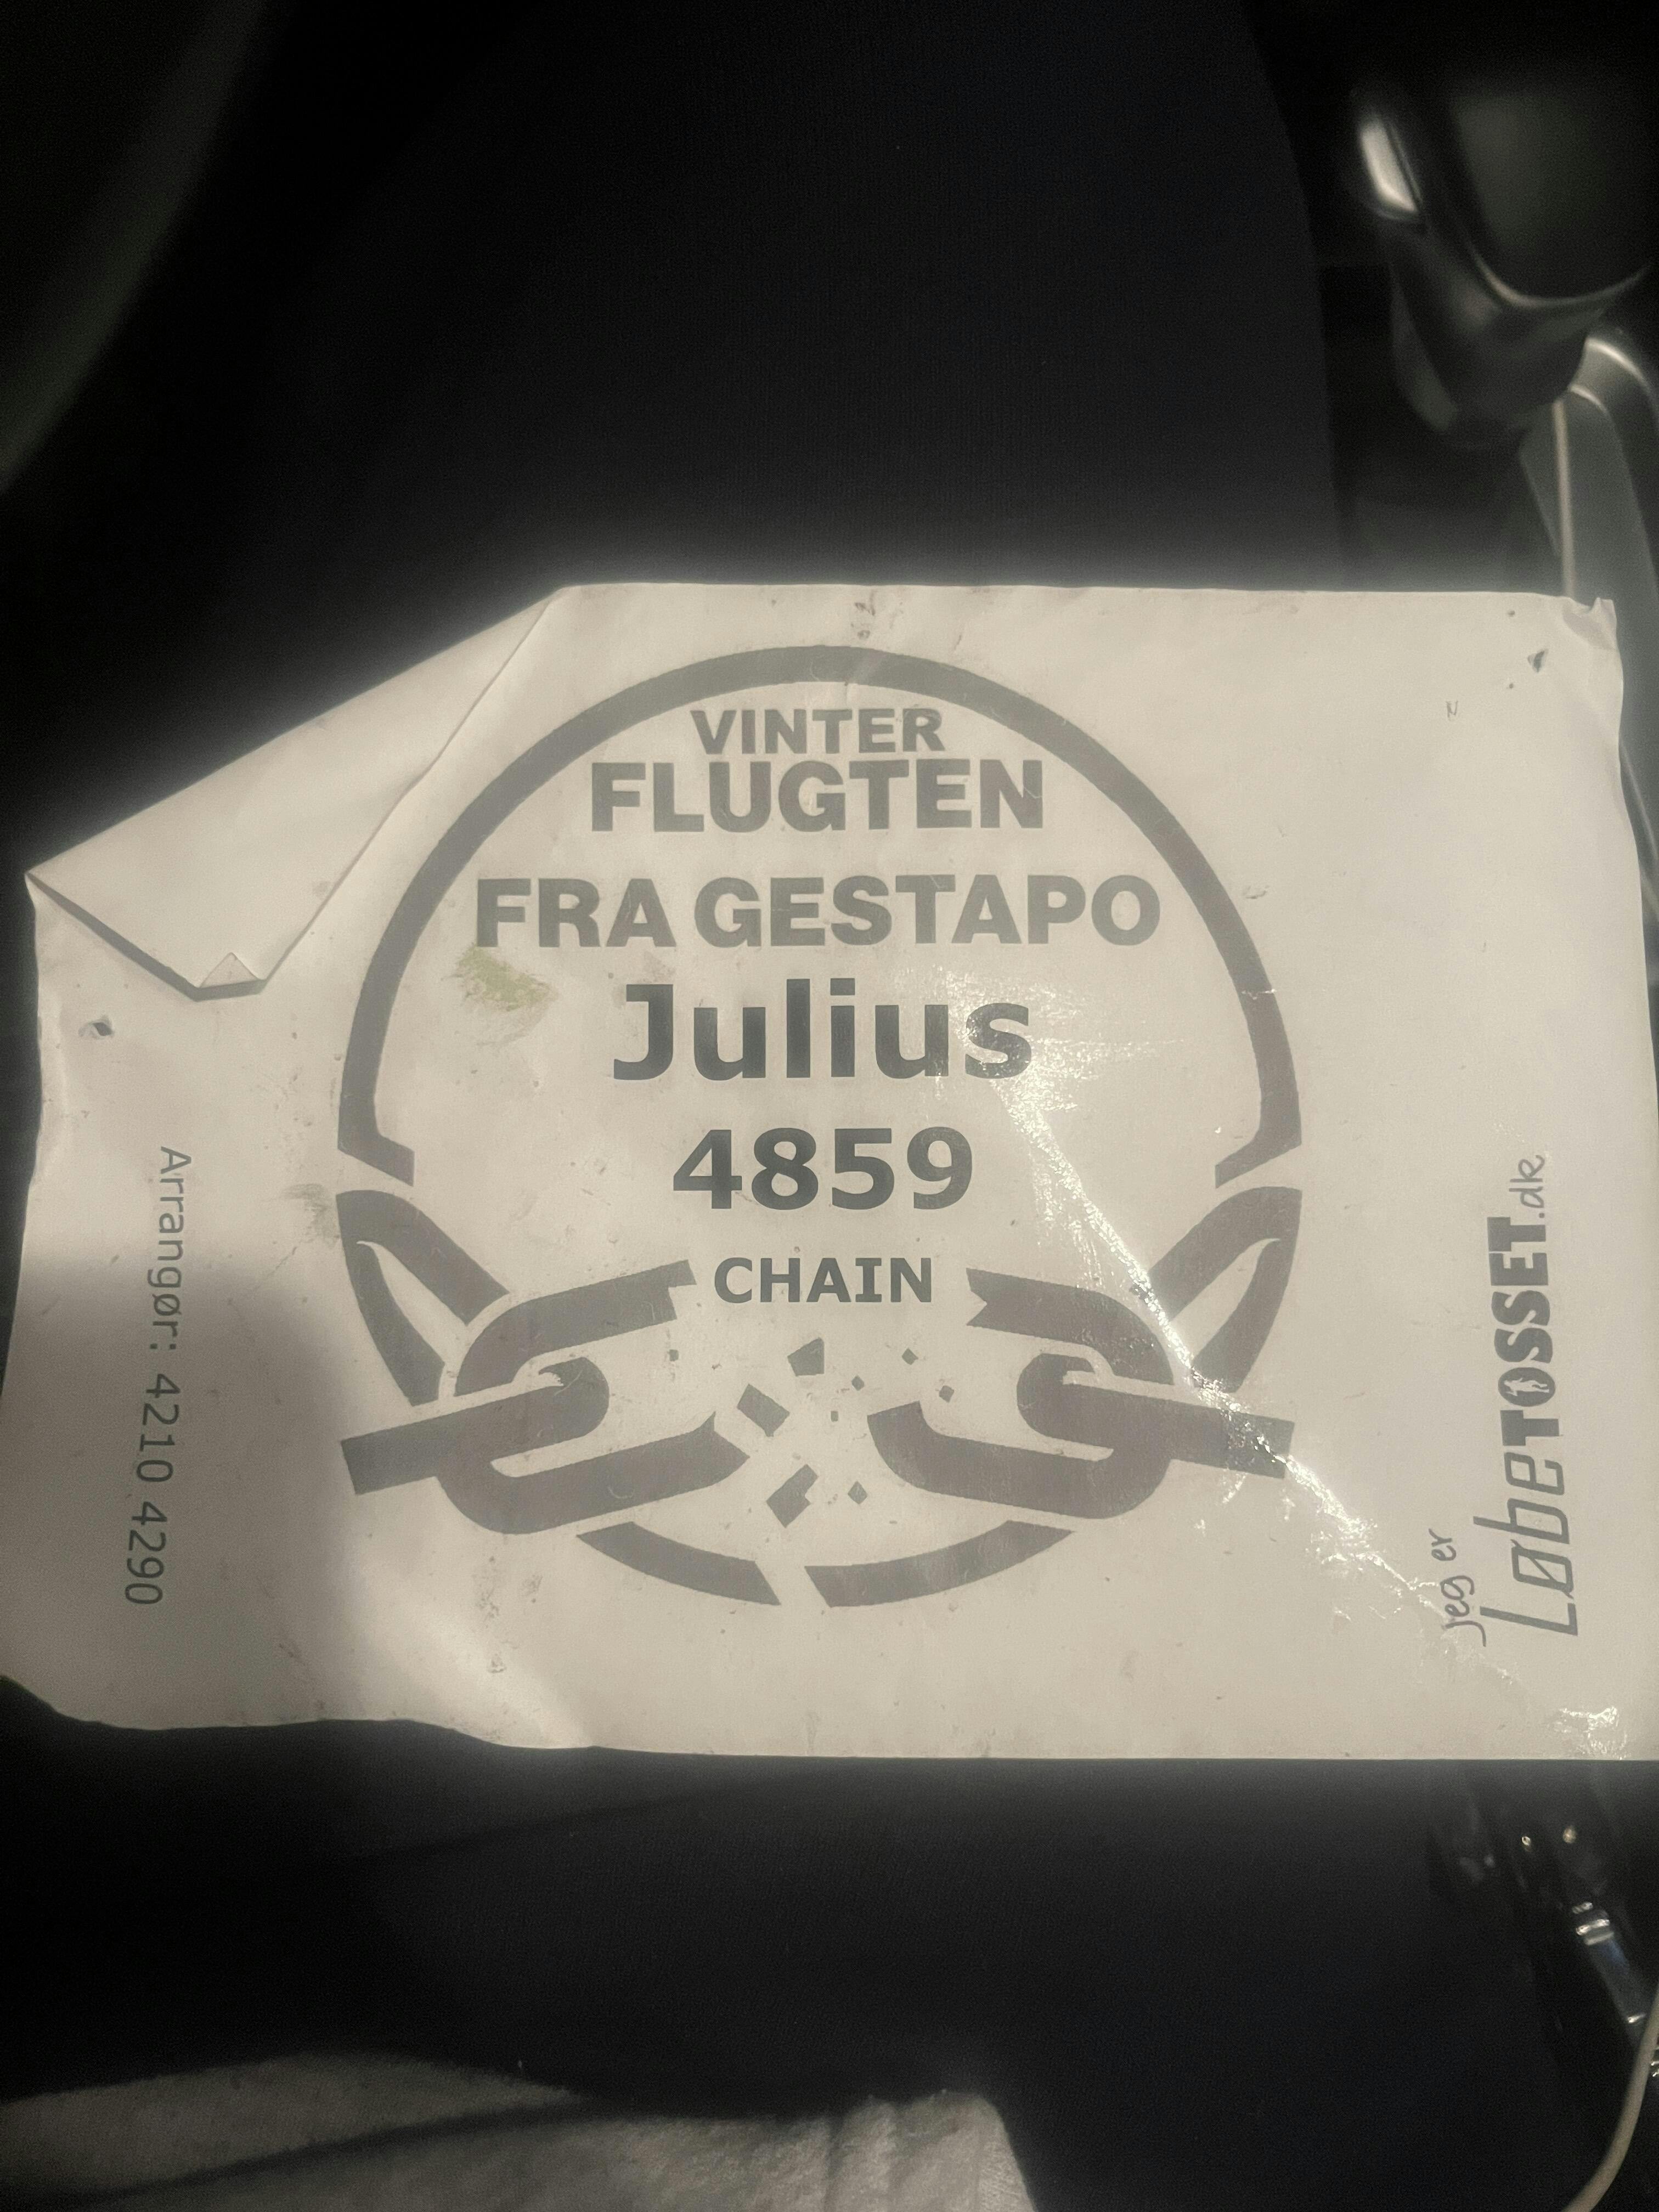 VINTER
FLUGTEN
FRA GESTAPO
Julius
4859
CHAIN
Arrangør: 4210 4290
jeg er
LøbeTOSSET.dk